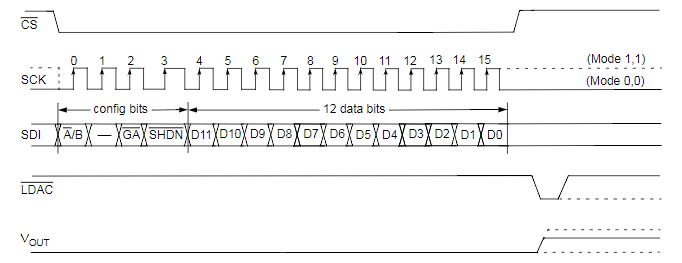 CS
0 1 2 3 4 5 6 7 8 9 10 11 12 13 14 15 (Mode 1,1)
SCK (Mode 0,0)
config bits 12 data bits
SDI A/B — GA SHDN D11 D10 D9 D8 D7 D6 D5 D4 D3 D2 D1 D0
LDAC
VOUT